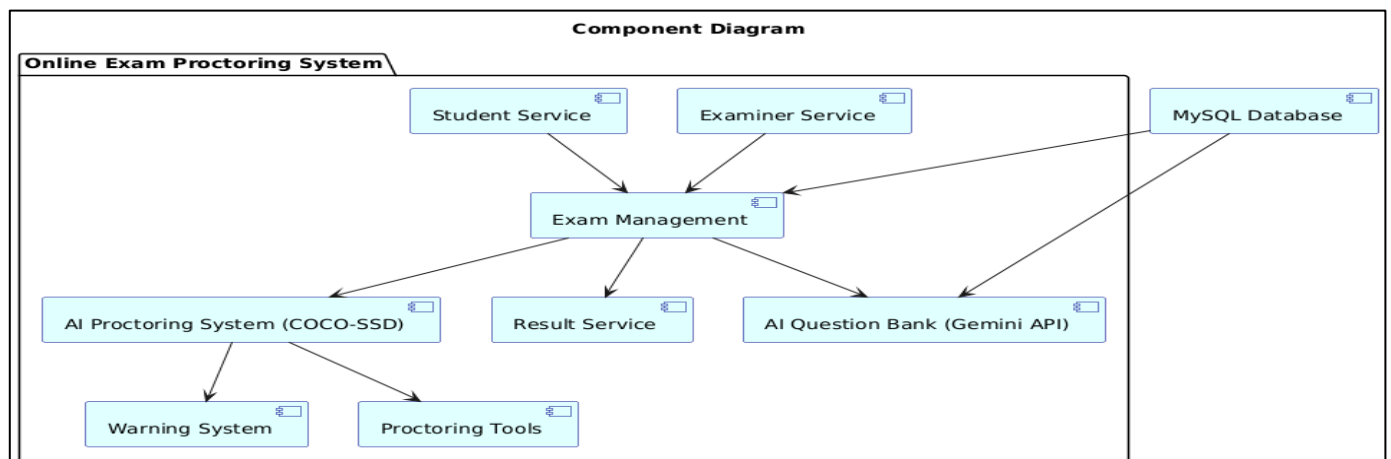 Component Diagram
Online Exam Proctoring System
Student Service
Examiner Service
MySQL Database
Exam Management
AI Proctoring System (COCO-SSD)
Result Service
AI Question Bank (Gemini API)
Warning System
Proctoring Tools